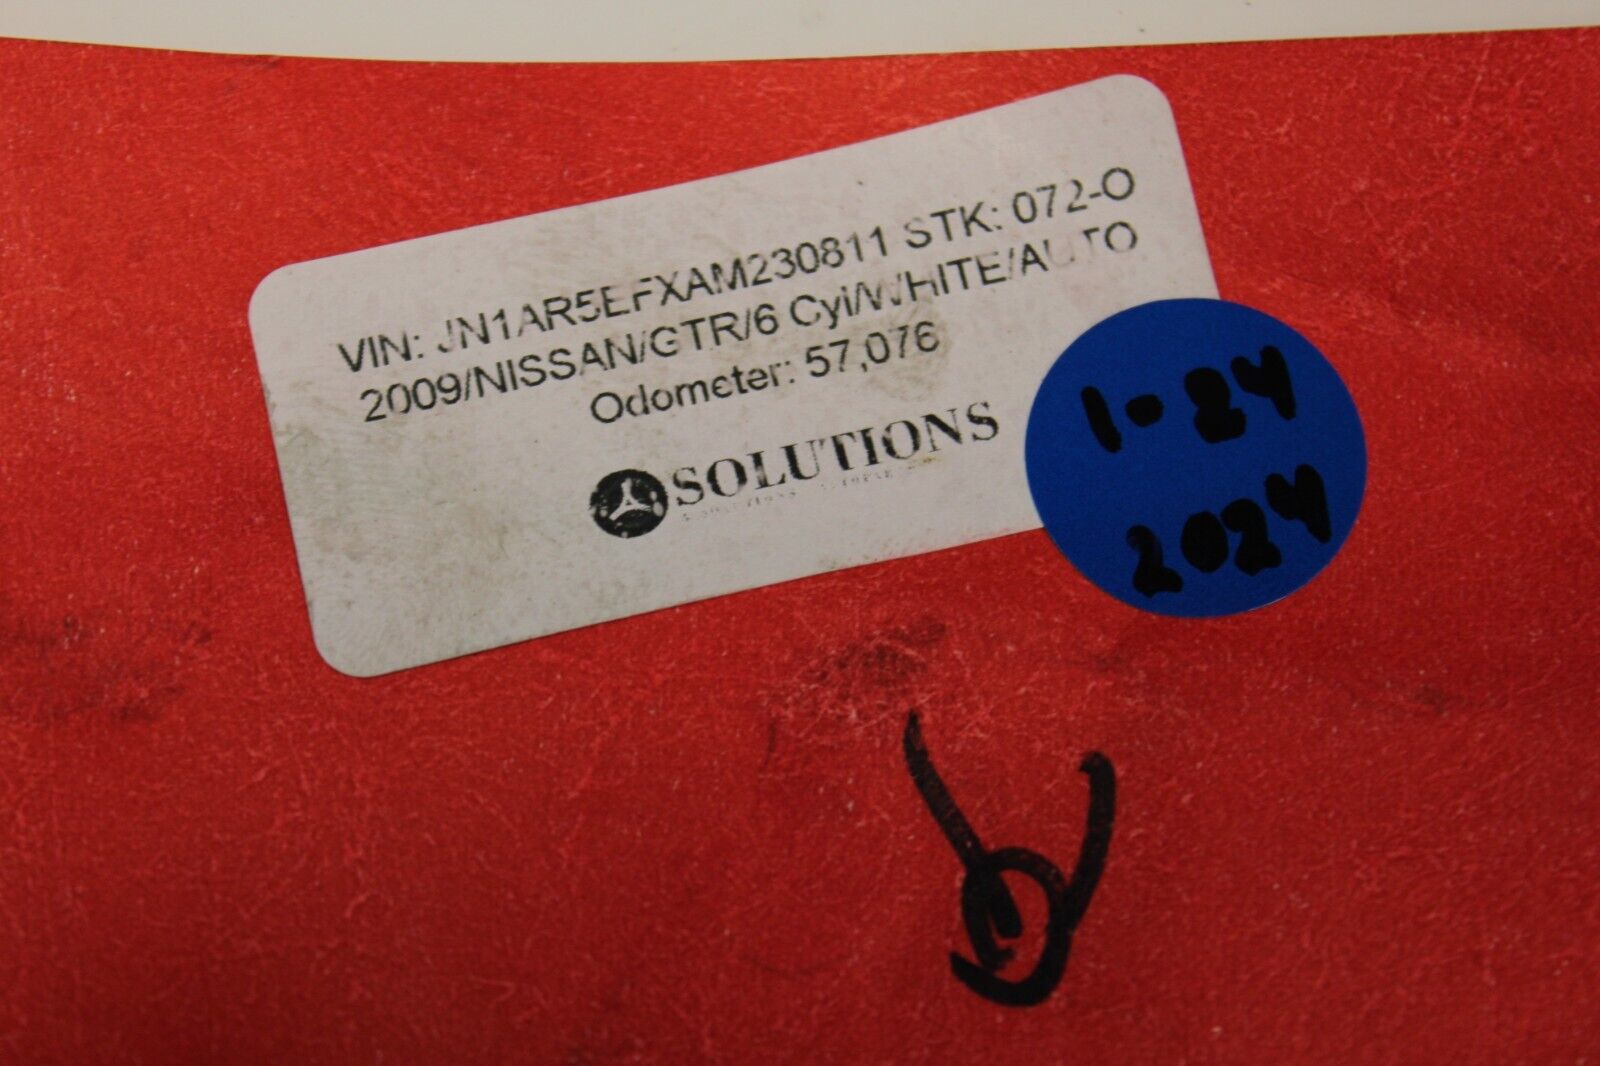 VIN: JN1AR5EFXAM230811 STK: 072-O
2009/NISSAN/GTR/6 Cyl/WHITE/AUTO
Odometer: 57,076
SOLUTIONS
1-24
2024